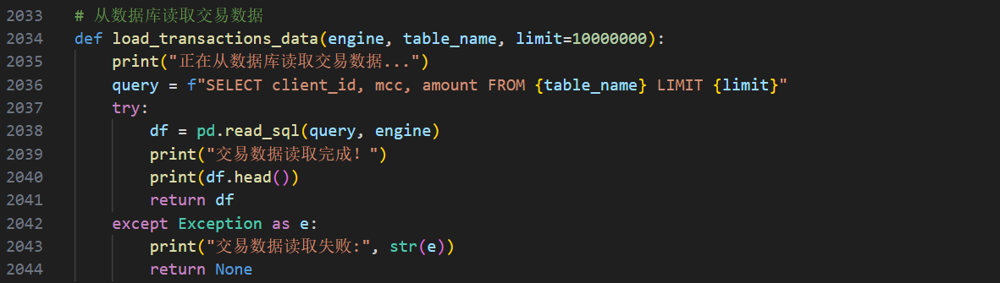 2033 # 从数据库读取交易数据
2034 def load_transactions_data(engine, table_name, limit=10000000):
2035     print("正在从数据库读取交易数据...")
2036     query = f"SELECT client_id, mcc, amount FROM {table_name} LIMIT {limit}"
2037     try:
2038         df = pd.read_sql(query, engine)
2039         print("交易数据读取完成！")
2040         print(df.head())
2041         return df
2042     except Exception as e:
2043         print("交易数据读取失败:", str(e))
2044         return None